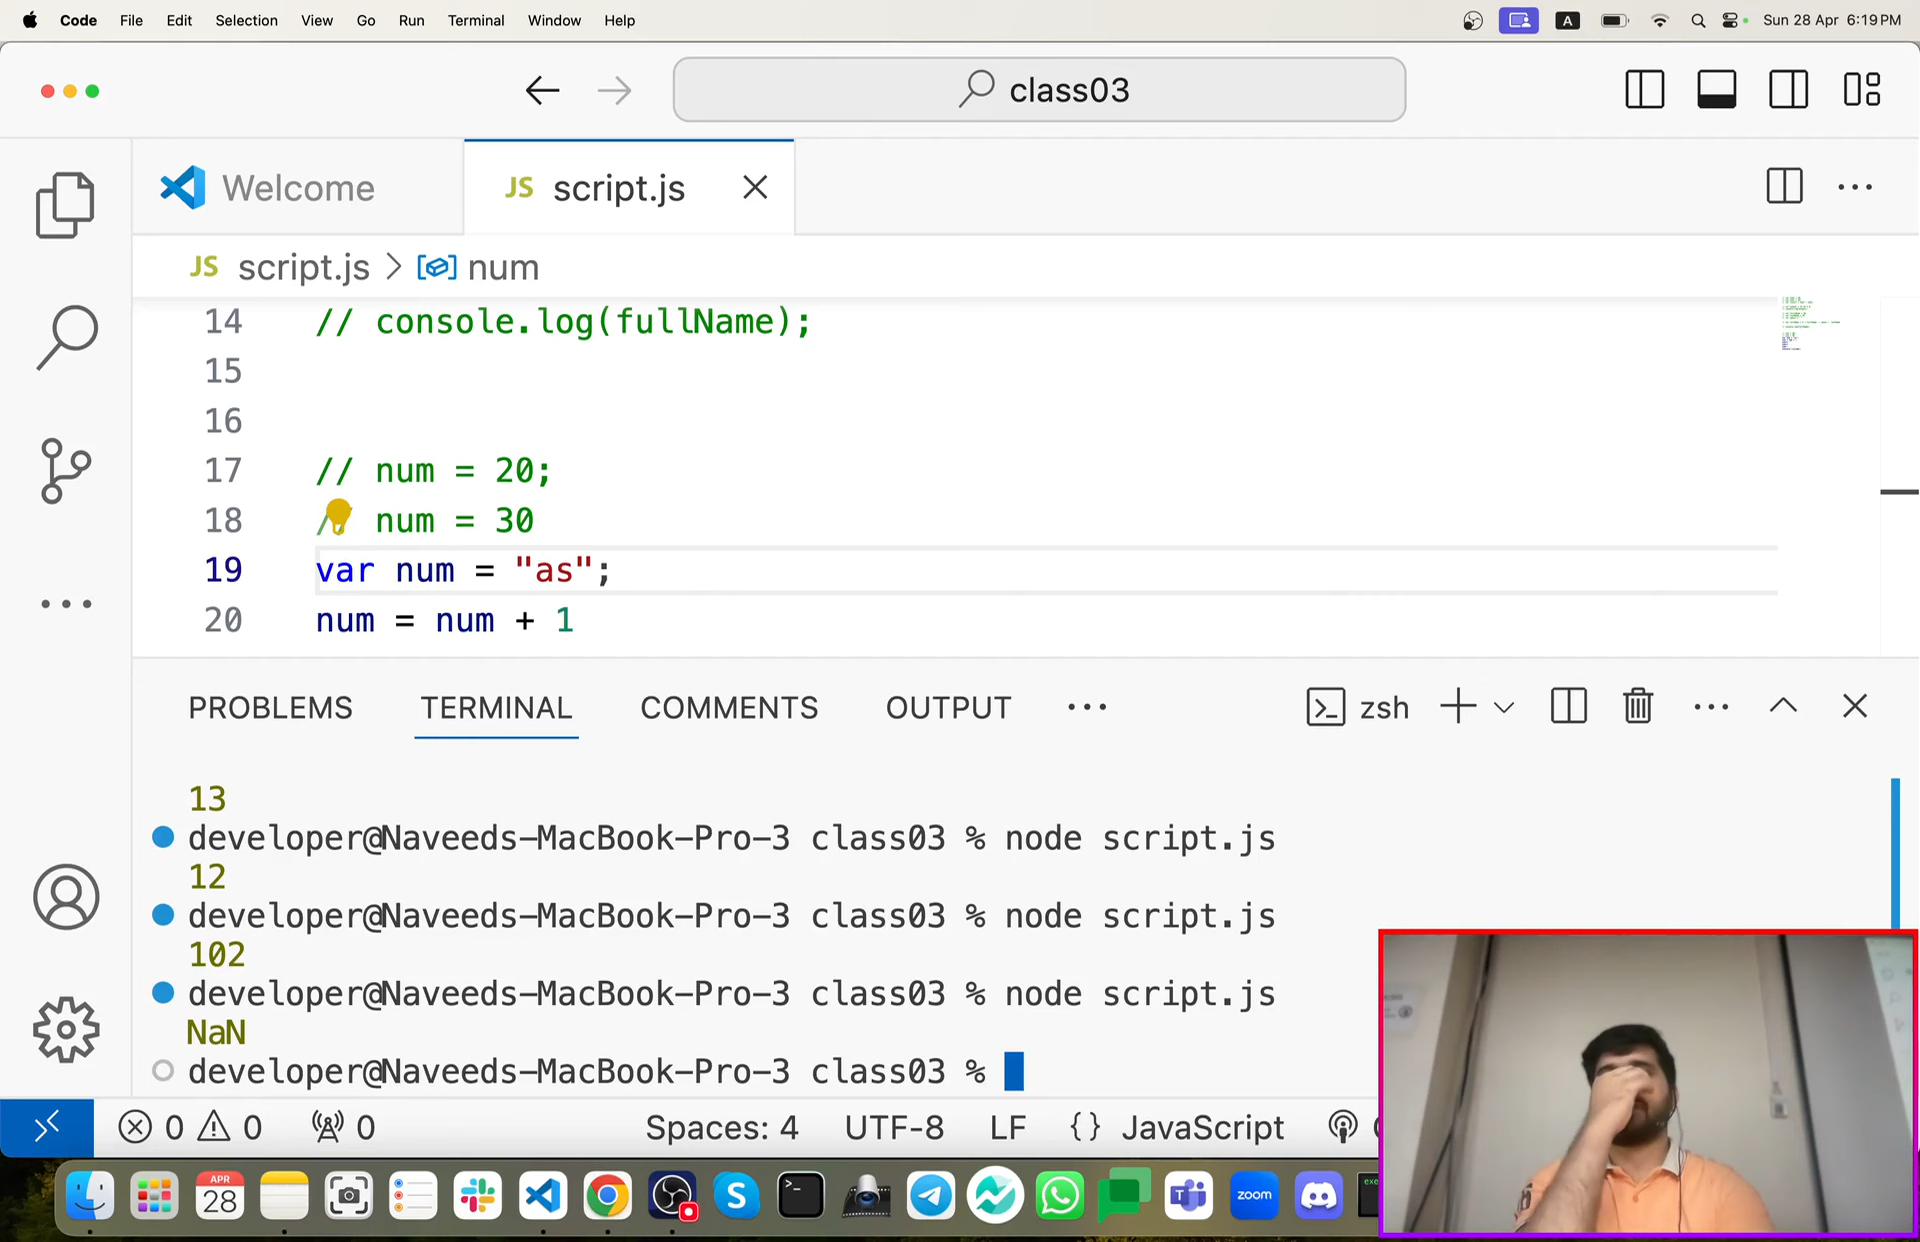 Code File Edit Selection View Go Run Terminal Window Help
A Sun 28 Apr 6:19 PM
class03
Welcome
JS script.js
JS script.js > num
14 // console.log(fullName);
15
16
17 // num = 20;
18 // num = 30
19 var num = "as";
20 num = num + 1
PROBLEMS TERMINAL COMMENTS OUTPUT
zsh
13
developer@Naveeds-MacBook-Pro-3 class03 % node script.js
12
developer@Naveeds-MacBook-Pro-3 class03 % node script.js
102
developer@Naveeds-MacBook-Pro-3 class03 % node script.js
NaN
developer@Naveeds-MacBook-Pro-3 class03 %
0 0 0 Spaces: 4 UTF-8 LF {} JavaScript
APR
28
S
zoom